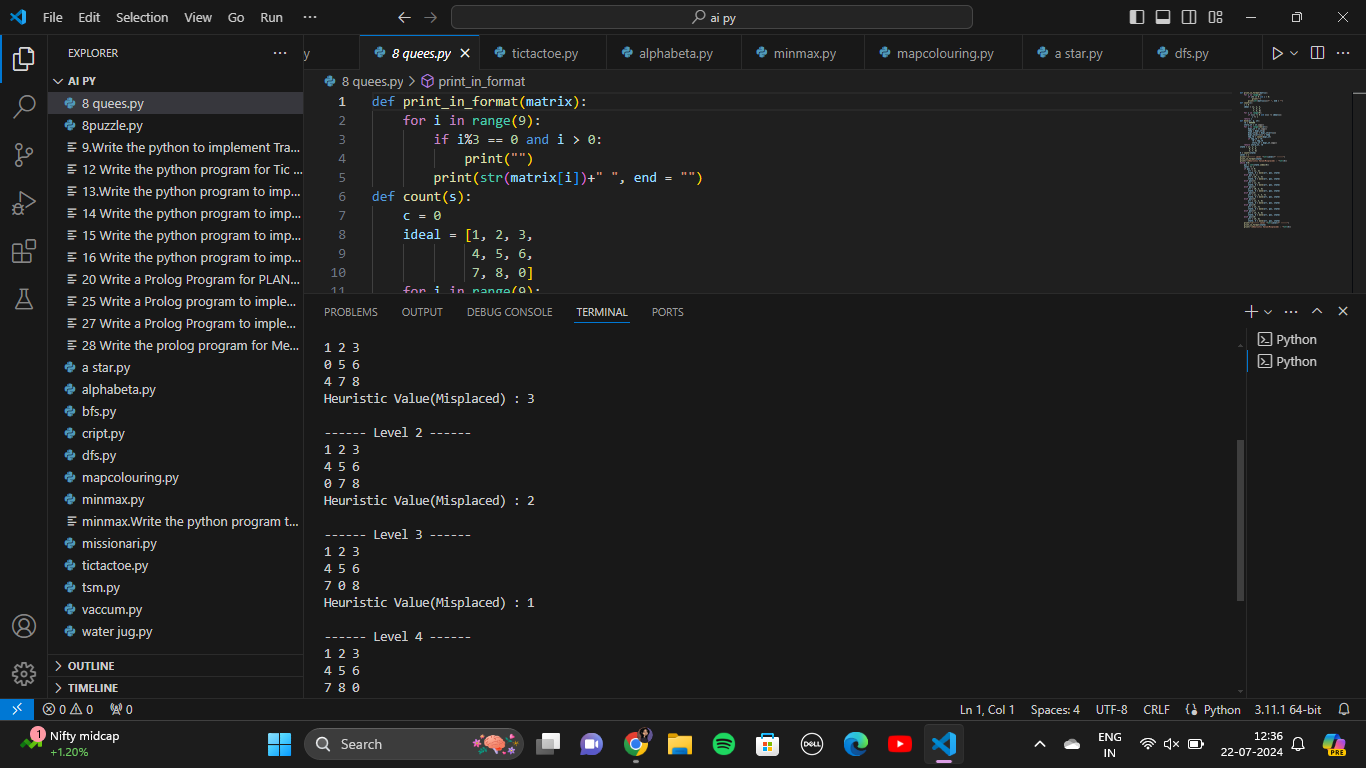 File Edit Selection View Go Run ··· ai py
EXPLORER ···
y 8 quees.py tictactoe.py alphabeta.py minmax.py mapcolouring.py a star.py dfs.py ···
AI PY
8 quees.py
8puzzle.py
9.Write the python to implement Tra...
12 Write the python program for Tic ...
13.Write the python program to imp...
14 Write the python program to imp...
15 Write the python program to imp...
16 Write the python program to imp...
20 Write a Prolog Program for PLAN...
25 Write a Prolog program to imple...
27 Write a Prolog Program to imple...
28 Write the prolog program for Me...
a star.py
alphabeta.py
bfs.py
cript.py
dfs.py
mapcolouring.py
minmax.py
minmax.Write the python program t...
missionari.py
tictactoe.py
tsm.py
vaccum.py
water jug.py
OUTLINE
TIMELINE
8 quees.py > print_in_format
1 def print_in_format(matrix):
2 for i in range(9):
3 if i%3 == 0 and i > 0:
4 print("")
5 print(str(matrix[i])+" ", end = "")
6 def count(s):
7 c = 0
8 ideal = [1, 2, 3,
9 4, 5, 6,
10 7, 8, 0]
11 for i in range(9):
PROBLEMS OUTPUT DEBUG CONSOLE TERMINAL PORTS ···
Python
Python
1 2 3
0 5 6
4 7 8
Heuristic Value(Misplaced) : 3
------ Level 2 ------
1 2 3
4 5 6
0 7 8
Heuristic Value(Misplaced) : 2
------ Level 3 ------
1 2 3
4 5 6
7 0 8
Heuristic Value(Misplaced) : 1
------ Level 4 ------
1 2 3
4 5 6
7 8 0
0 0 0 Ln 1, Col 1 Spaces: 4 UTF-8 CRLF Python 3.11.1 64-bit
1 Nifty midcap
+1.20%
Search
DELL
ENG
IN
12:36
22-07-2024
PRE